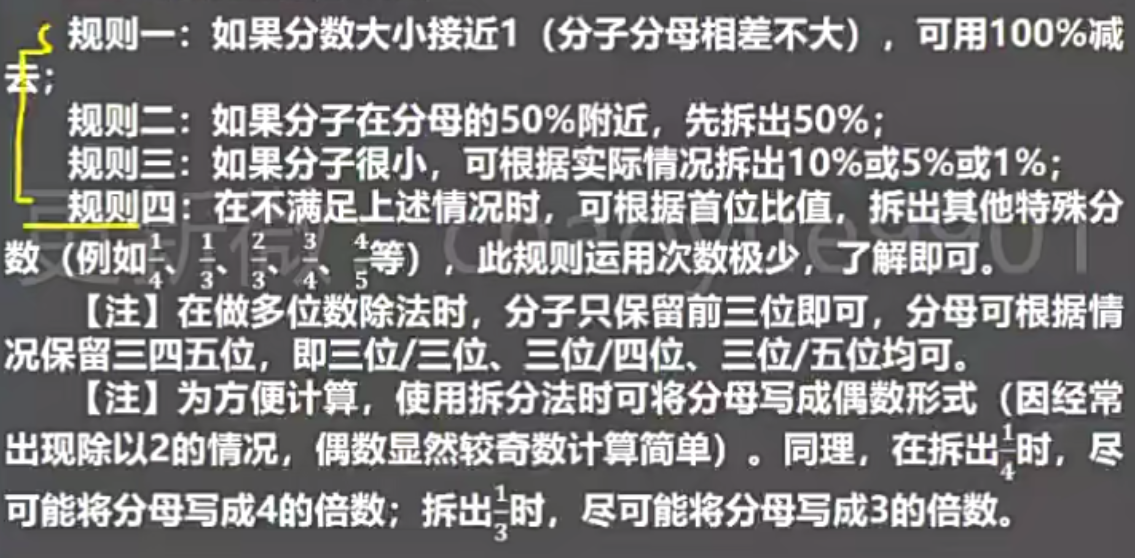 规则一：如果分数大小接近1（分子分母相差不大），可用100%减
去；
规则二：如果分子在分母的50%附近，先拆出50%；
规则三：如果分子很小，可根据实际情况拆出10%或5%或1%；
规则四：在不满足上述情况时，可根据首位比值，拆出其他特殊分
数（例如1/4、1/3、2/3、3/4、4/5等），此规则运用次数极少，了解即可。
【注】在做多位数除法时，分子只保留前三位即可，分母可根据情
况保留三四五位，即三位/三位、三位/四位、三位/五位均可。
【注】为方便计算，使用拆分法时可将分母写成偶数形式（因经常
出现除以2的情况，偶数显然较奇数计算简单）。同理，在拆出1/4时，尽
可能将分母写成4的倍数；拆出1/3时，尽可能将分母写成3的倍数。